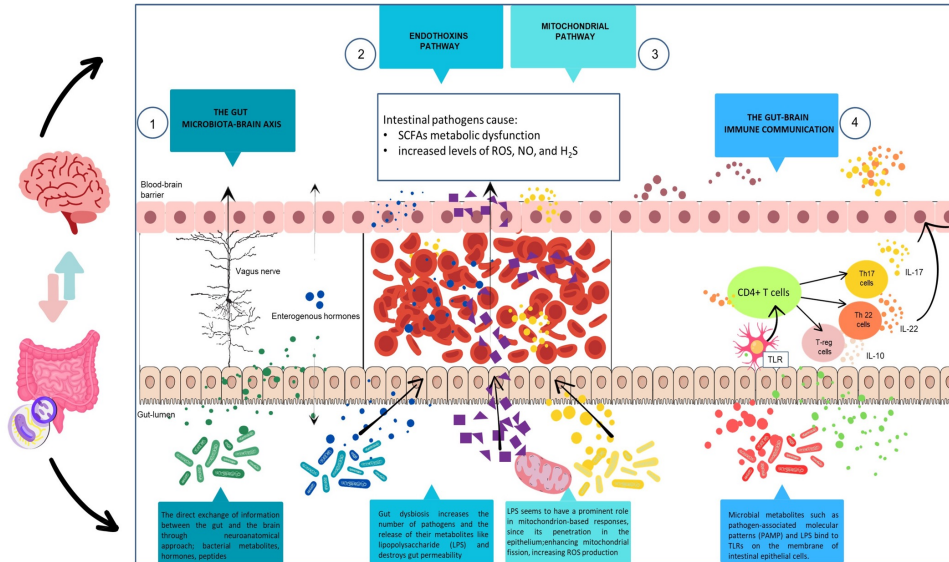 1
THE GUT
MICROBIOTA-BRAIN AXIS
2
ENDOTHOXINS
PATHWAY
MITOCHONDRIAL
PATHWAY
3
THE GUT-BRAIN
IMMUNE COMMUNICATION
4
Intestinal pathogens cause:
• SCFAs metabolic dysfunction
• increased levels of ROS, NO, and H₂S
Blood-brain
barrier
Vagus nerve
Enterogenous hormones
CD4+ T cells
Th17
cells
IL-17
Th 22
cells
IL-22
T-reg
cells
IL-10
TLR
Gut-lumen
The direct exchange of information
between the gut and the brain
through neuroanatomical
approach; bacterial metabolites,
hormones, peptides
Gut dysbiosis increases the
number of pathogens and the
release of their metabolites like
lipopolysaccharide (LPS) and
destroys gut permeability
LPS seems to have a prominent role
in mitochondrion-based responses,
since its penetration in the
epithelium;enhancing mitochondrial
fission, increasing ROS production
Microbial metabolites such as
pathogen-associated molecular
patterns (PAMP) and LPS bind to
TLRs on the membrane of
intestinal epithelial cells.